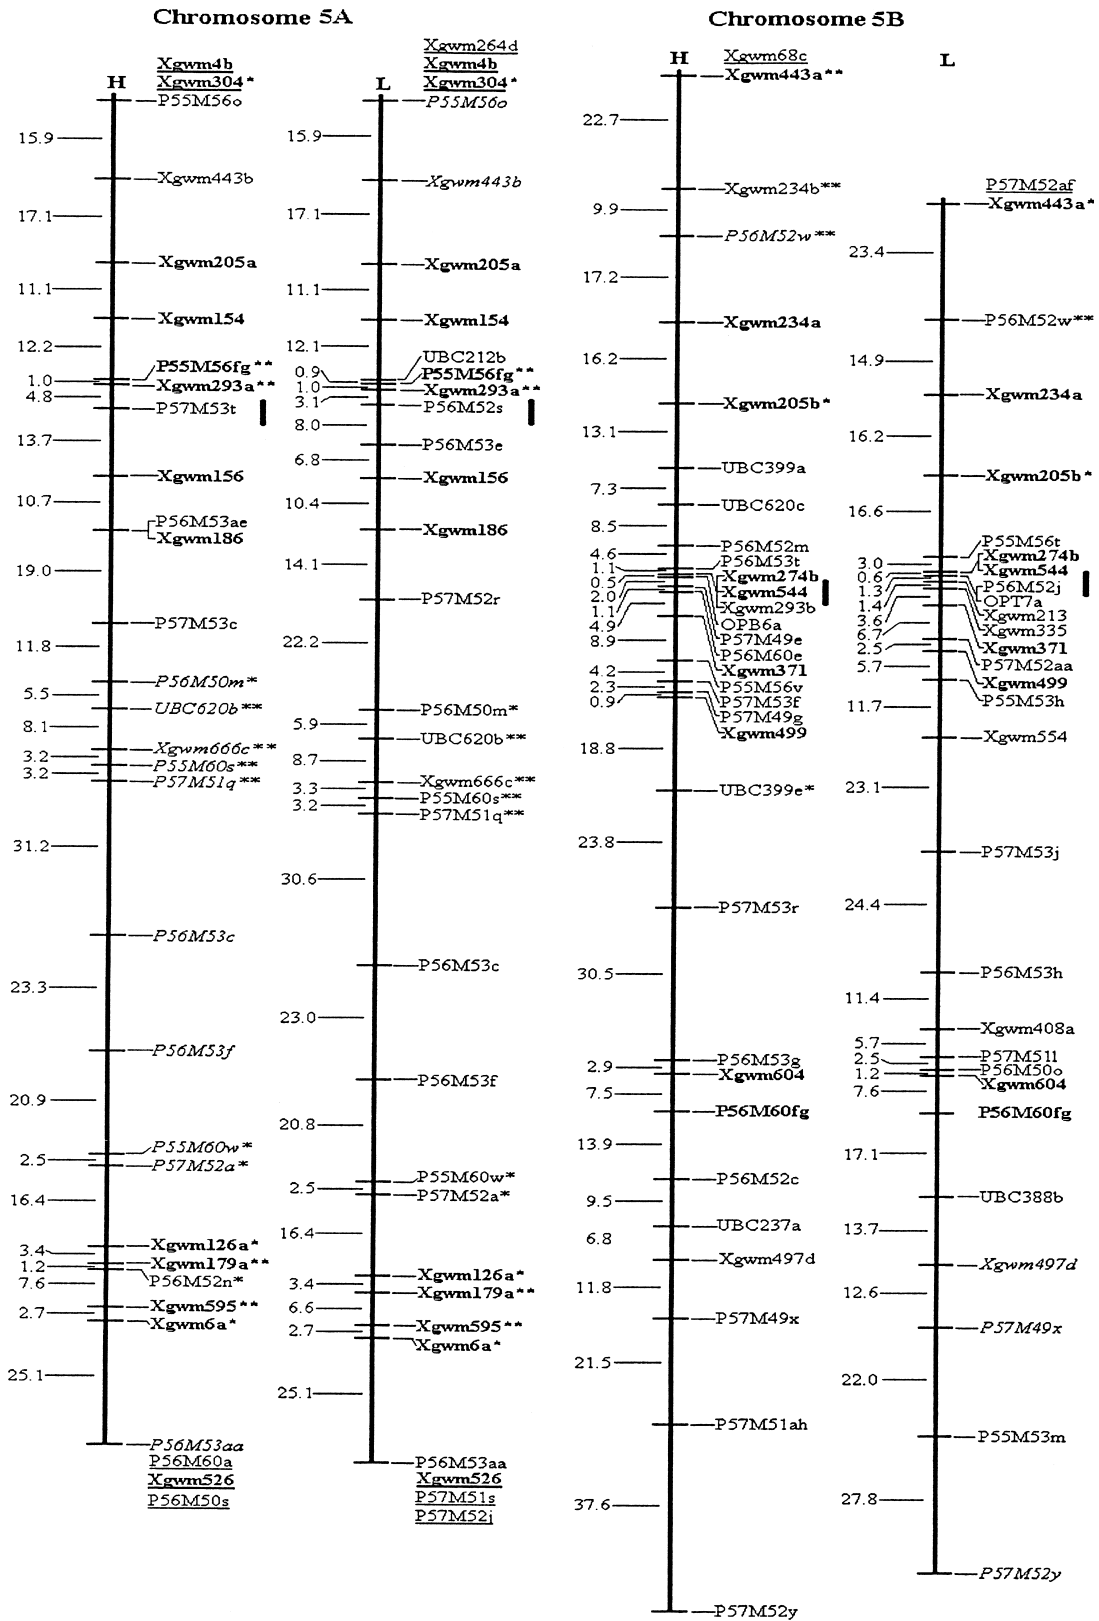 Chromosome 5A
Xgwm4b
Xgwm304*
H
P55M56o
15.9
Xgwm443b
17.1
Xgwm205a
11.1
Xgwm154
12.2
P55M56fg**
1.0
Xgwm293a**
4.8
P57M53t
13.7
Xgwm156
10.7
P56M53ae
Xgwm186
19.0
P57M53c
11.8
P56M50m*
5.5
UBC620b**
8.1
Xgwm666c**
3.2
P55M60s**
3.2
P57M51q**
31.2
P56M53c
23.3
P56M53f
20.9
P55M60w*
2.5
P57M52a*
16.4
Xgwm126a*
3.4
Xgwm179a**
1.2
P56M52n*
7.6
Xgwm595**
2.7
Xgwm6a*
25.1
P56M53aa
P56M60a
Xgwm526
P56M50s
Xgwm264d
Xgwm4b
Xgwm304*
L
P55M56o
15.9
Xgwm443b
17.1
Xgwm205a
11.1
Xgwm154
12.1
UBC212b
0.9
P55M56fg**
1.0
Xgwm293a**
3.1
P56M52s
8.0
P56M53e
6.8
Xgwm156
10.4
Xgwm186
14.1
P57M52r
22.2
P56M50m*
5.9
UBC620b**
8.7
Xgwm666c**
3.3
P55M60s**
3.2
P57M51q**
30.6
P56M53c
23.0
P56M53f
20.8
P55M60w*
2.5
P57M52a*
16.4
Xgwm126a*
3.4
Xgwm179a**
6.6
Xgwm595**
2.7
Xgwm6a*
25.1
P56M53aa
Xgwm526
P57M51s
P57M52j
Chromosome 5B
Xgwm68c
H
Xgwm443a**
22.7
Xgwm234b**
9.9
P56M52w**
17.2
Xgwm234a
16.2
Xgwm205b*
13.1
UBC399a
7.3
UBC620c
8.5
P56M52m
4.6
P56M53t
1.1
Xgwm274b
0.5
Xgwm544
2.0
Xgwm293b
1.1
OPB6a
4.9
P57M49e
8.9
P56M60e
Xgwm371
4.2
P55M56v
2.3
P57M53f
0.9
P57M49g
Xgwm499
18.8
UBC399e*
23.8
P57M53r
30.5
P56M53g
2.9
Xgwm604
7.5
P56M60fg
13.9
P56M52c
9.5
UBC237a
6.8
Xgwm497d
11.8
P57M49x
21.5
P57M51ah
37.6
P57M52y
L
P57M52af
Xgwm443a*
23.4
P56M52w**
14.9
Xgwm234a
16.2
Xgwm205b*
16.6
P55M56t
3.0
Xgwm274b
0.6
Xgwm544
1.3
P56M52j
1.4
OPT7a
3.6
Xgwm213
6.7
Xgwm335
2.5
Xgwm371
5.7
P57M52aa
Xgwm499
P55M53h
11.7
Xgwm554
23.1
P57M53j
24.4
P56M53h
11.4
Xgwm408a
5.7
P57M51l
2.5
P56M50o
1.2
Xgwm604
7.6
P56M60fg
17.1
UBC388b
13.7
Xgwm497d
12.6
P57M49x
22.0
P55M53m
27.8
P57M52y